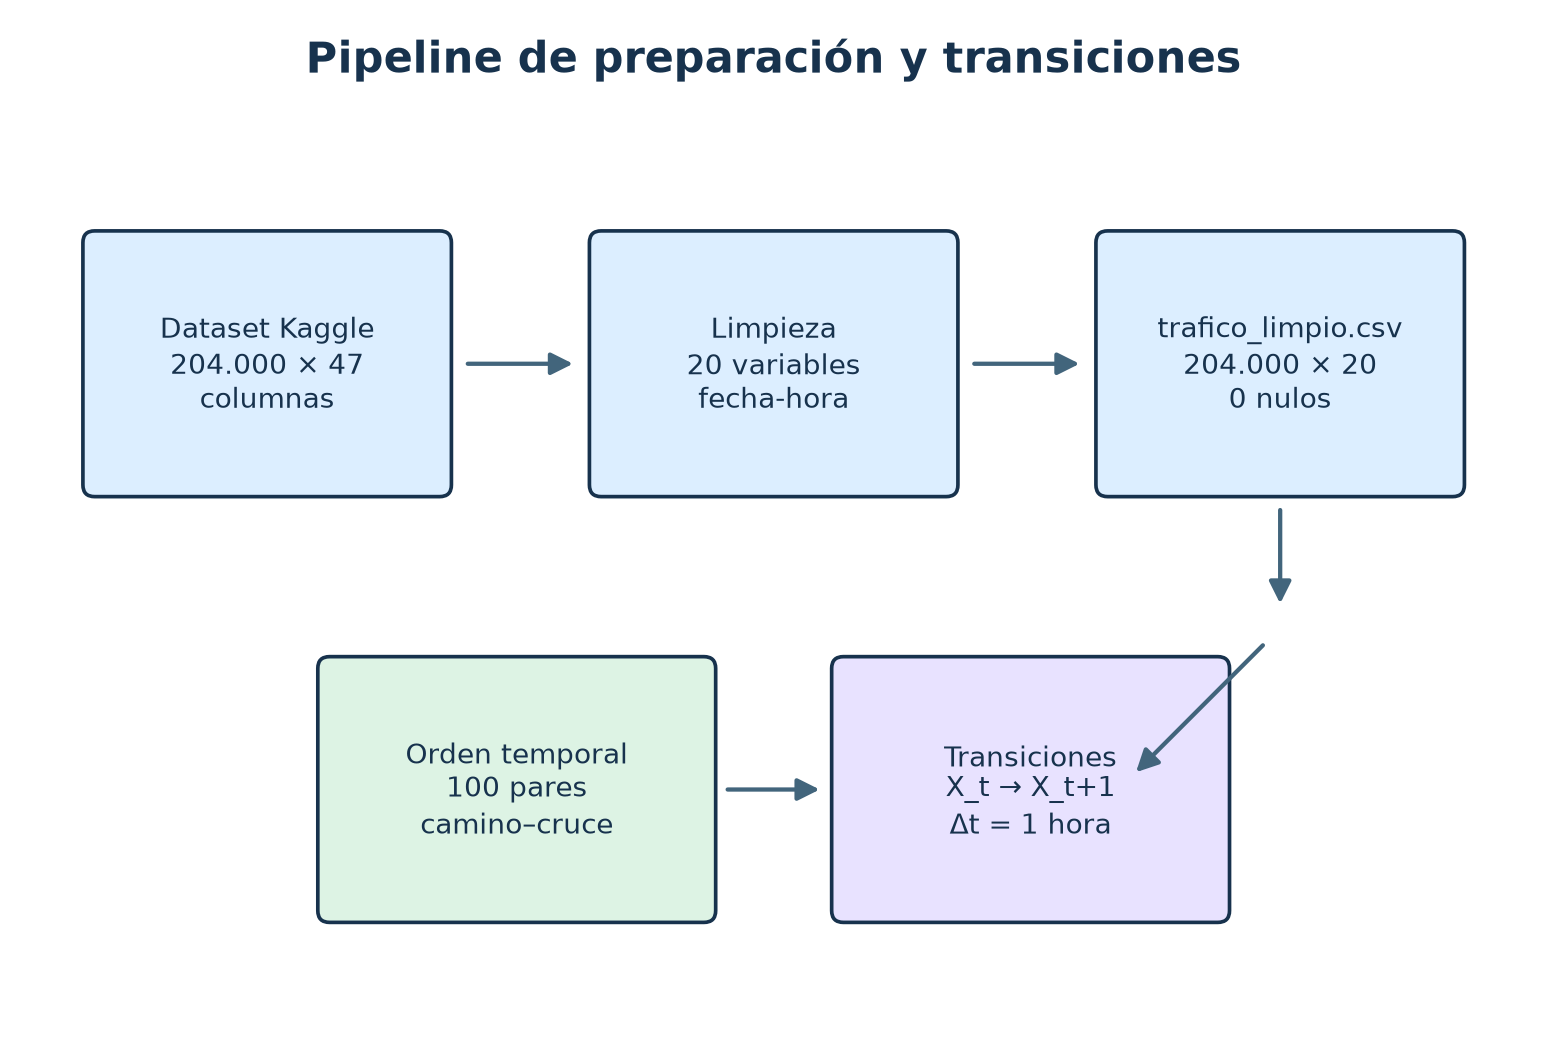 Pipeline de preparación y transiciones
Dataset Kaggle
204.000 × 47
columnas
Limpieza
20 variables
fecha-hora
trafico_limpio.csv
204.000 × 20
0 nulos
Orden temporal
100 pares
camino–cruce
Transiciones
X_t → X_t+1
Δt = 1 hora